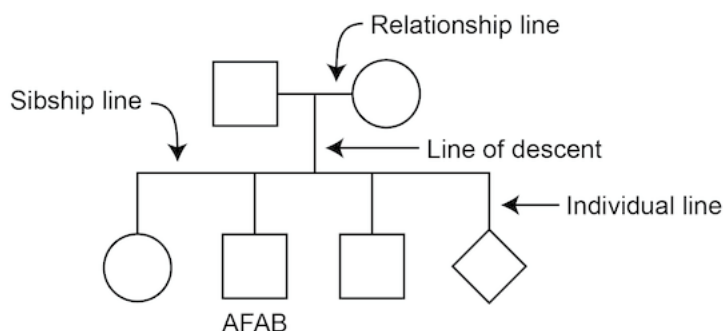 Relationship line
Sibship line
Line of descent
Individual line
AFAB